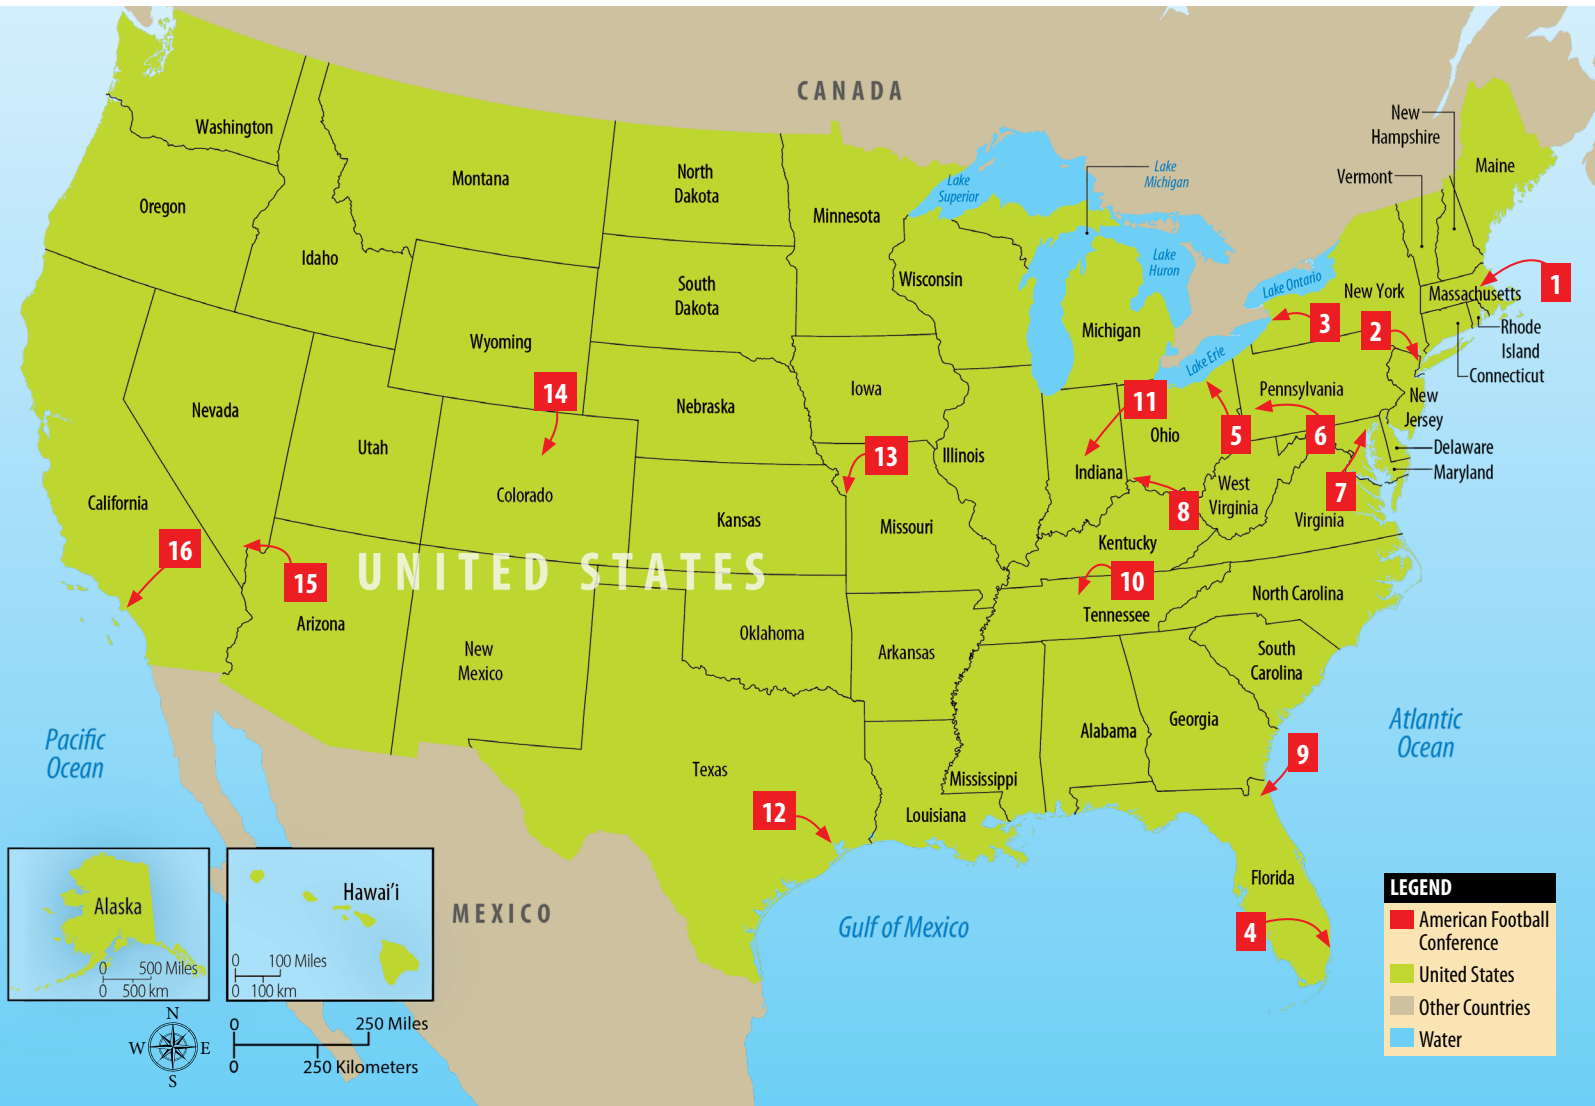 CANADA
Washington
Montana
North
Dakota
Minnesota
Lake
Superior
Lake
Michigan
New
Hampshire
Vermont
Maine
Oregon
Idaho
South
Dakota
Wisconsin
Lake
Huron
Lake Ontario
New York
Massachusetts
1
Wyoming
Michigan
3
2
Rhode
Island
Lake Erie
Connecticut
14
Nevada
Utah
Nebraska
Iowa
11
Pennsylvania
New
Jersey
Ohio
5
6
Delaware
Maryland
13
Illinois
Indiana
7
8
West
Virginia
Virginia
California
Colorado
Kansas
Missouri
Kentucky
16
15
UNITED STATES
10
Tennessee
North Carolina
Arizona
New
Mexico
Oklahoma
Arkansas
South
Carolina
Pacific
Ocean
Texas
Alabama
Georgia
Atlantic
Ocean
9
Mississippi
12
Louisiana
Florida
4
Gulf of Mexico
MEXICO
Alaska
0 500 Miles
0 500 km
Hawai’i
0 100 Miles
0 100 km
N
W E
S
0 250 Miles
0 250 Kilometers
LEGEND
American Football
Conference
United States
Other Countries
Water